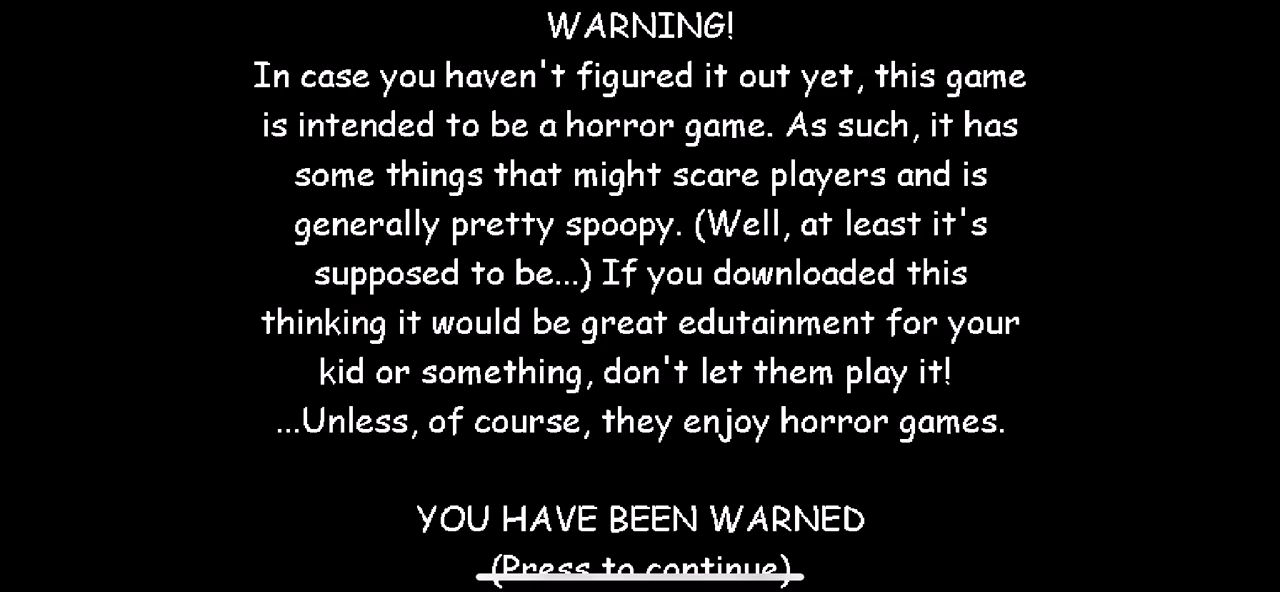 WARNING!
In case you haven't figured it out yet, this game
is intended to be a horror game. As such, it has
some things that might scare players and is
generally pretty spoopy. (Well, at least it's
supposed to be...) If you downloaded this
thinking it would be great edutainment for your
kid or something, don't let them play it!
...Unless, of course, they enjoy horror games.
YOU HAVE BEEN WARNED
(Press to continue)